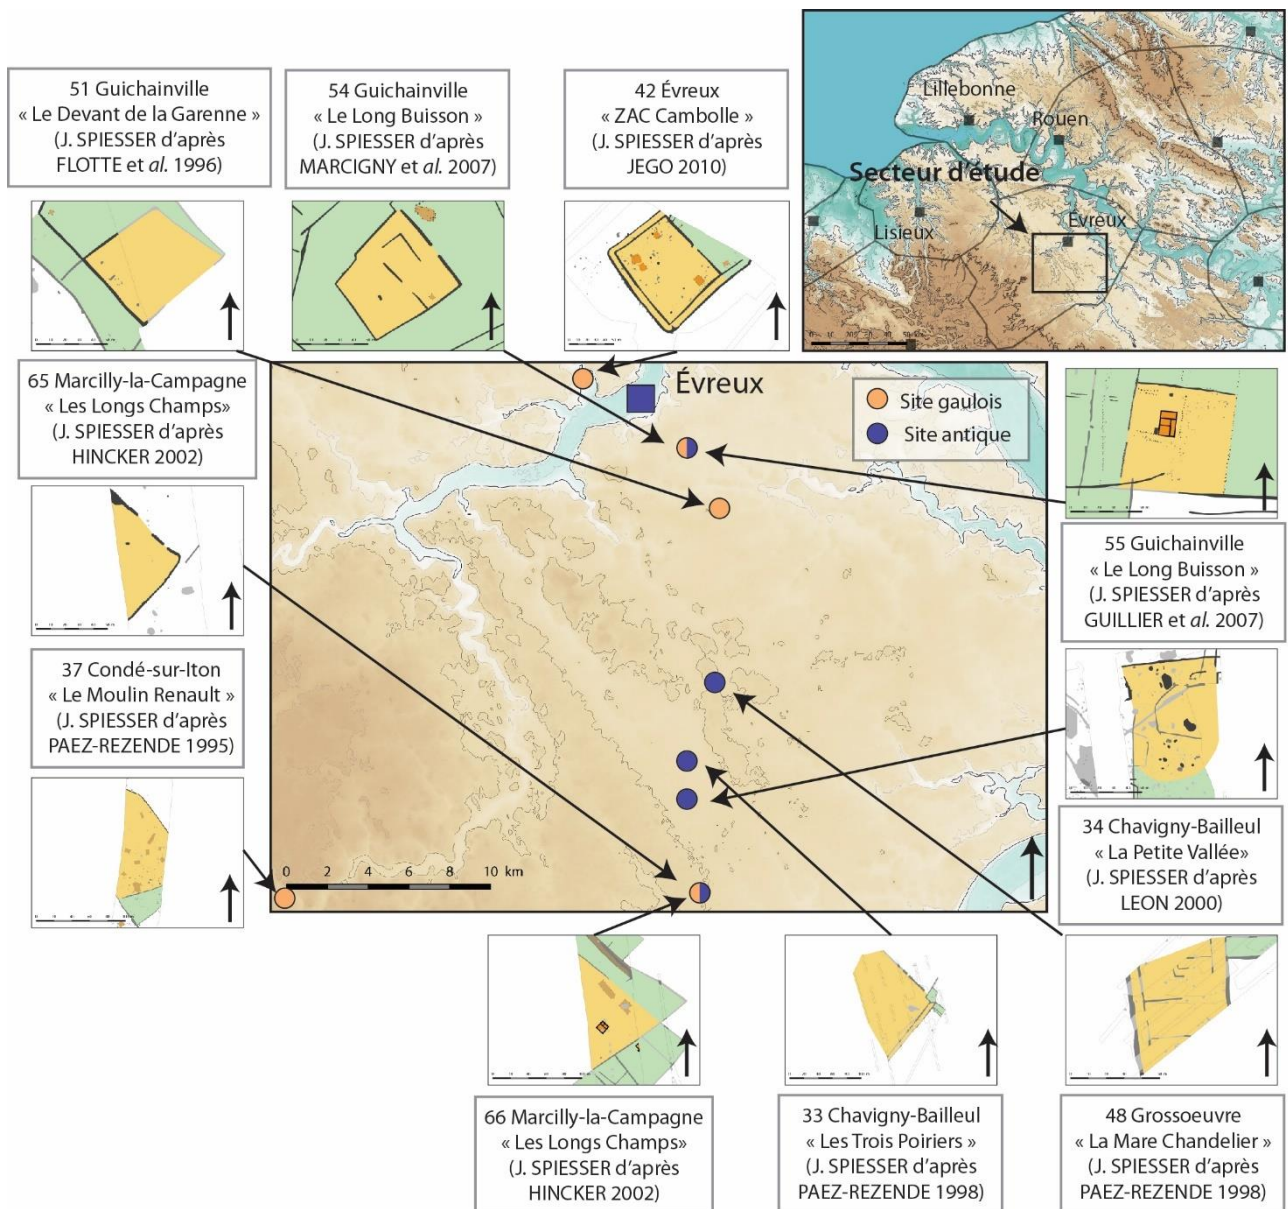 51 Guichainville
« Le Devant de la Garenne »
(J. SPIESSER d'après
FLOTTE et al. 1996)
54 Guichainville
« Le Long Buisson »
(J. SPIESSER d'après
MARCIGNY et al. 2007)
42 Évreux
« ZAC Cambolle »
(J. SPIESSER d'après
JEGO 2010)
Lillebonne
Rouen
Secteur d'étude
Évreux
Lisieux
65 Marcilly-la-Campagne
« Les Longs Champs»
(J. SPIESSER d'après
HINCKER 2002)
Évreux
Site gaulois
Site antique
55 Guichainville
« Le Long Buisson »
(J. SPIESSER d'après
GUILLIER et al. 2007)
37 Condé-sur-Iton
« Le Moulin Renault »
(J. SPIESSER d'après
PAEZ-REZENDE 1995)
34 Chavigny-Bailleul
« La Petite Vallée»
(J. SPIESSER d'après
LEON 2000)
0 2 4 6 8 10 km
66 Marcilly-la-Campagne
« Les Longs Champs»
(J. SPIESSER d'après
HINCKER 2002)
33 Chavigny-Bailleul
« Les Trois Poiriers »
(J. SPIESSER d'après
PAEZ-REZENDE 1998)
48 Grossoeuvre
« La Mare Chandelier »
(J. SPIESSER d'après
PAEZ-REZENDE 1998)